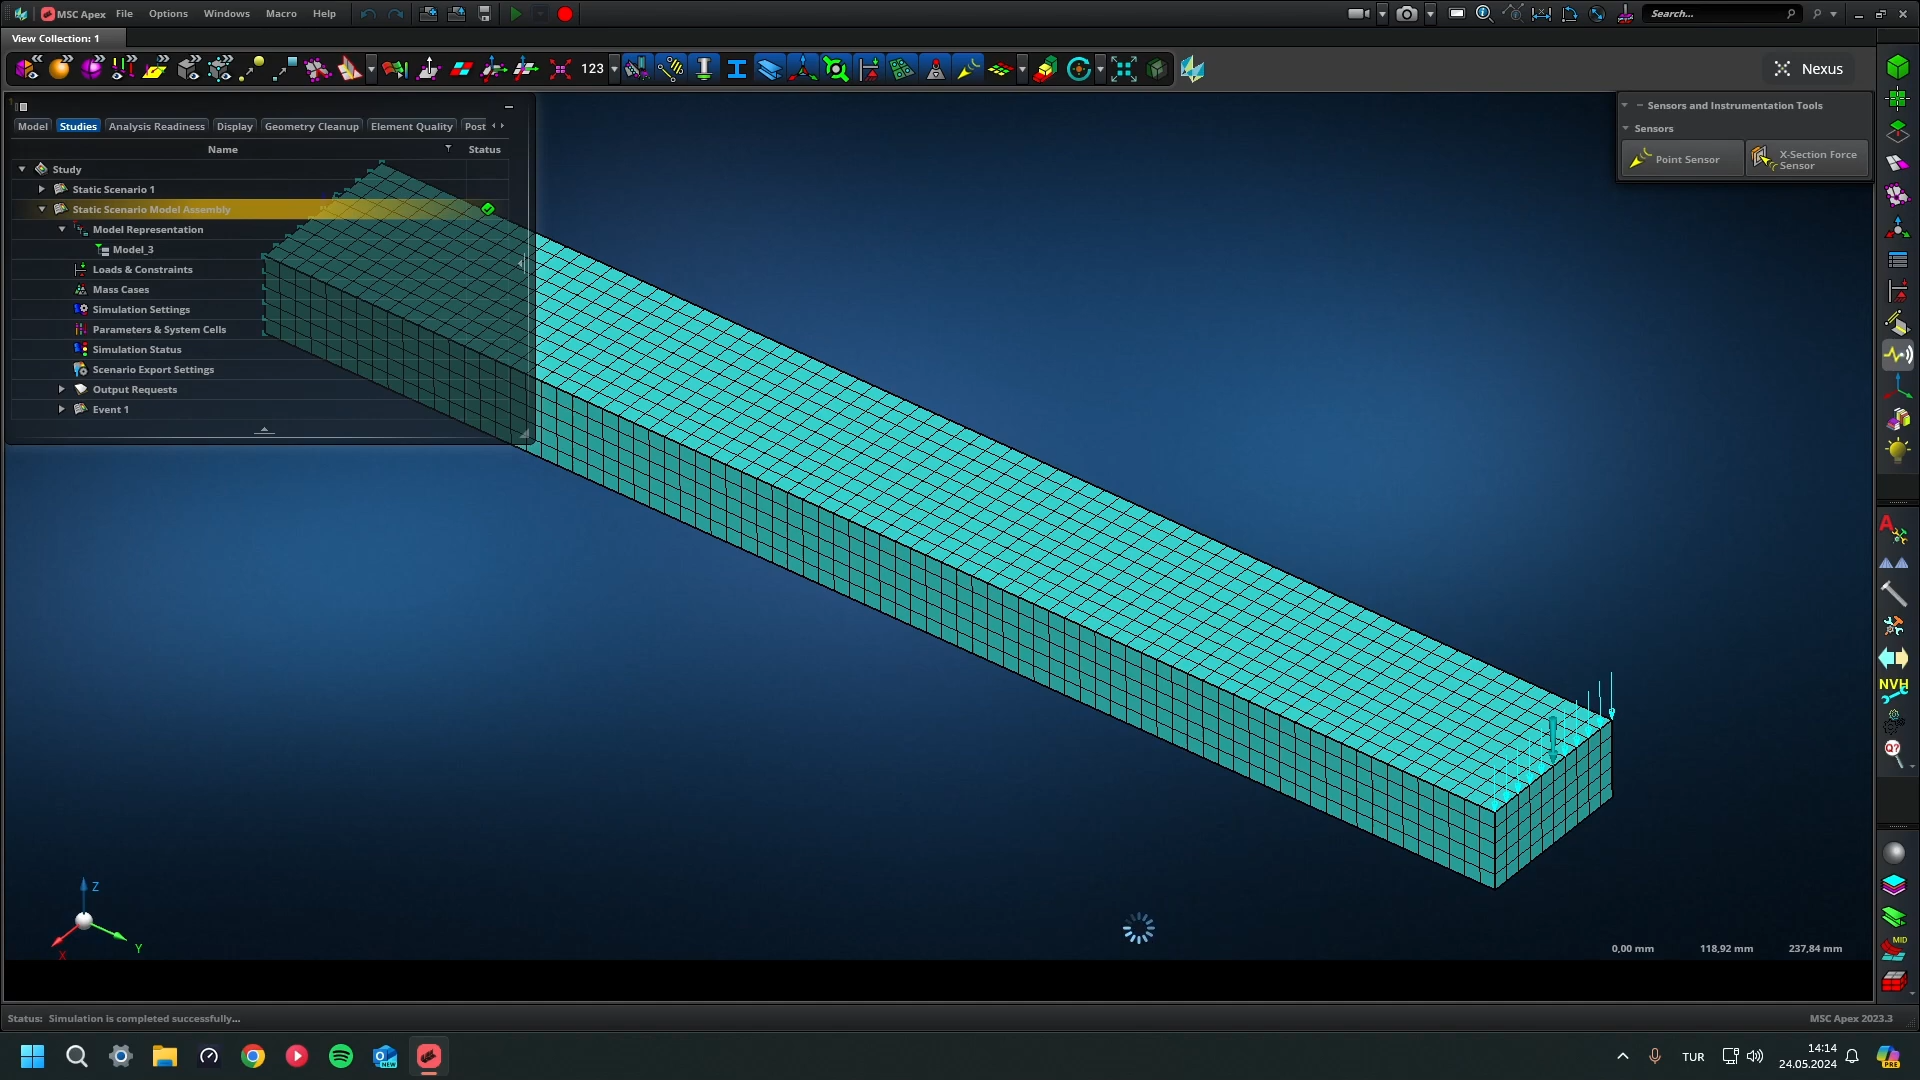 MSC Apex File Options Windows Macro Help Search...
View Collection: 1
123 Nexus
Model Studies Analysis Readiness Display Geometry Cleanup Element Quality Post
Name Status
Study
Static Scenario 1
Static Scenario Model Assembly
Model Representation
Model_3
Loads & Constraints
Mass Cases
Simulation Settings
Parameters & System Cells
Simulation Status
Scenario Export Settings
Output Requests
Event 1
Sensors and Instrumentation Tools
Sensors
Point Sensor
X-Section Force
Sensor
A
NVH
Q?
MID
Z
Y
X
0,00 mm 118,92 mm 237,84 mm
Status: Simulation is completed successfully...
MSC Apex 2023.3
NEW
TUR
14:14
24.05.2024
PRE